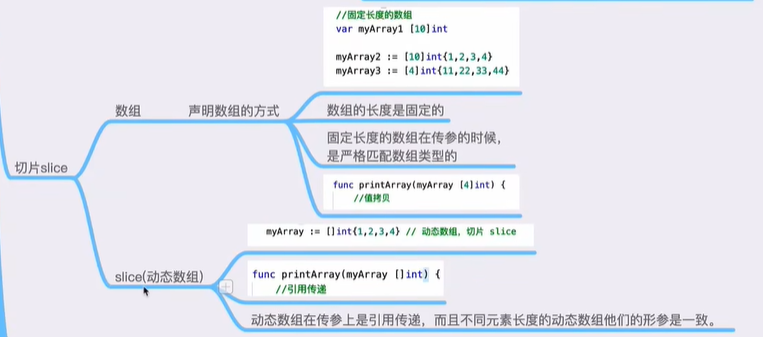 //固定长度的数组
var myArray1 [10]int
myArray2 := [10]int{1,2,3,4}
myArray3 := [4]int{11,22,33,44}
数组
声明数组的方式
数组的长度是固定的
固定长度的数组在传参的时候，
是严格匹配数组类型的
func printArray(myArray [4]int) {
//值拷贝
切片slice
myArray := []int{1,2,3,4} // 动态数组，切片 slice
slice(动态数组)
func printArray(myArray []int) {
//引用传递
动态数组在传参上是引用传递，而且不同元素长度的动态数组他们的形参是一致。